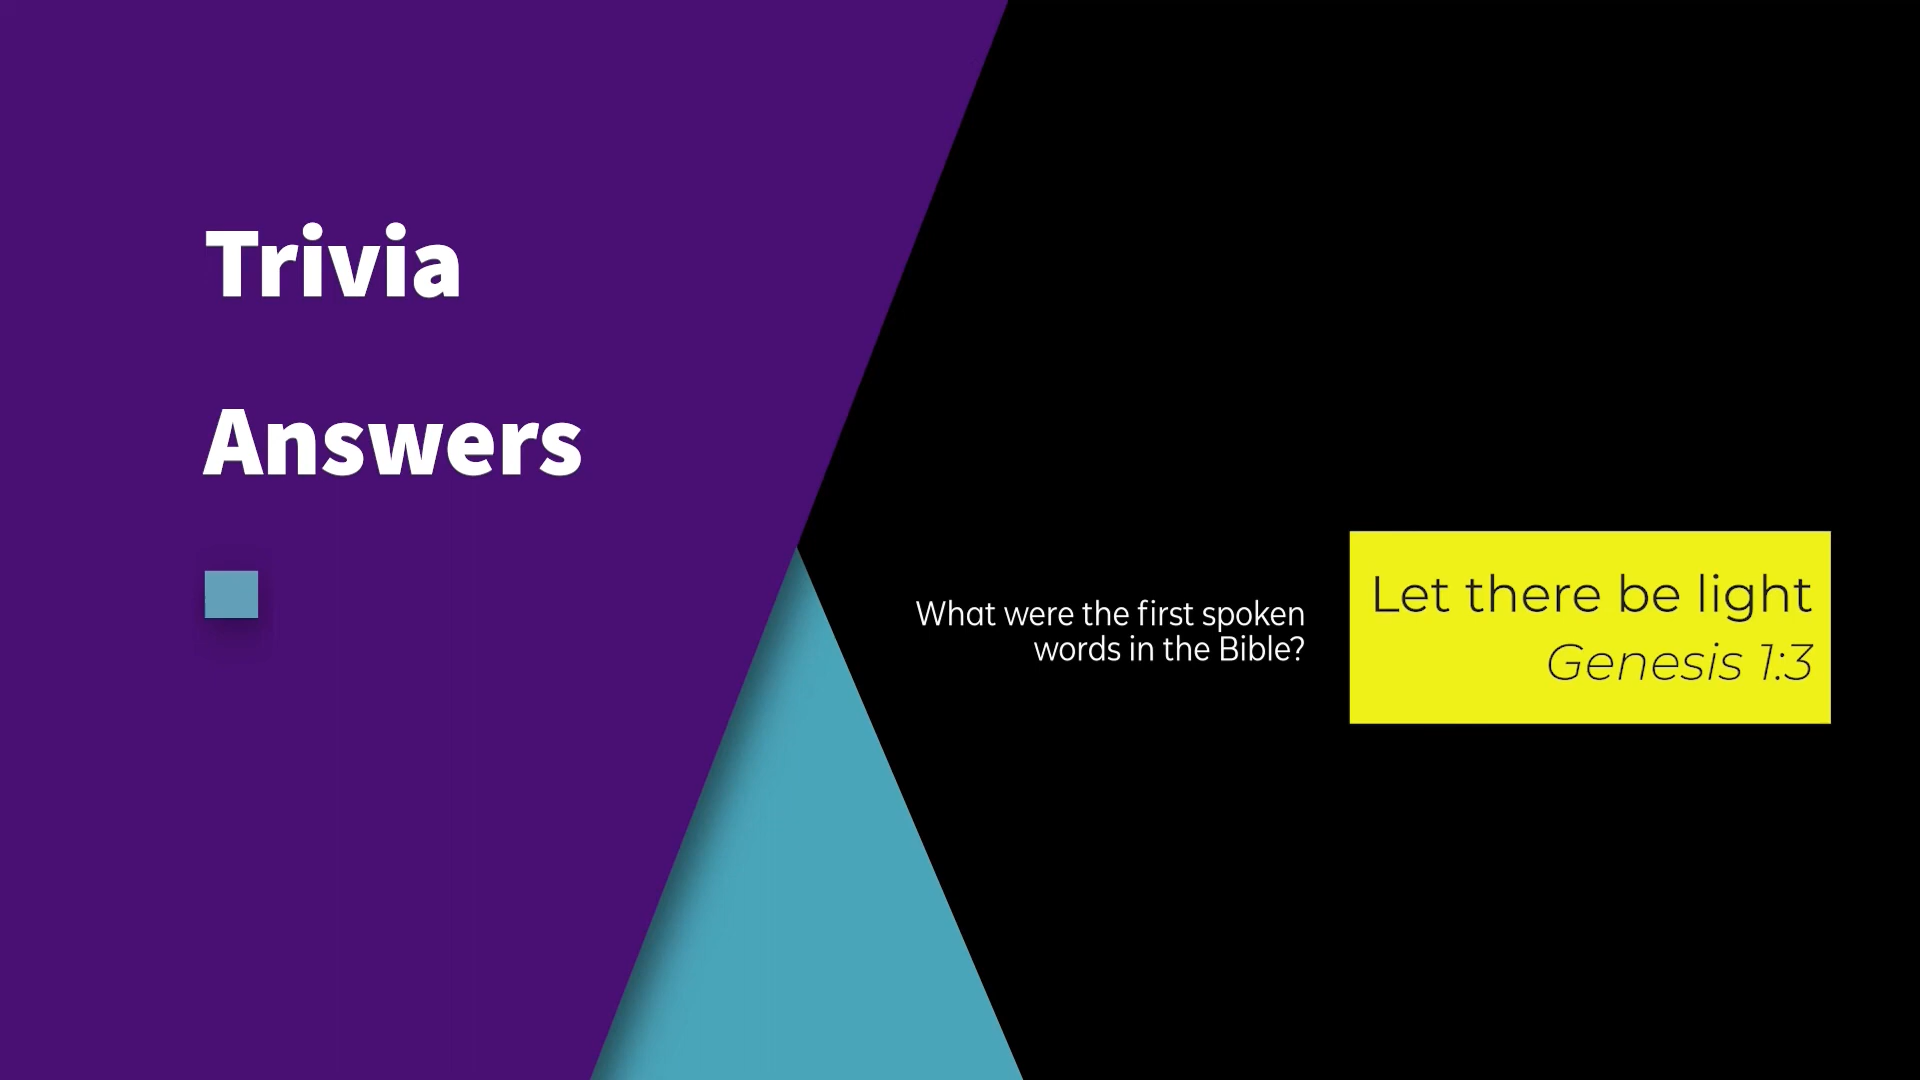 Trivia
Answers
What were the first spoken
words in the Bible?
Let there be light
Genesis 1:3